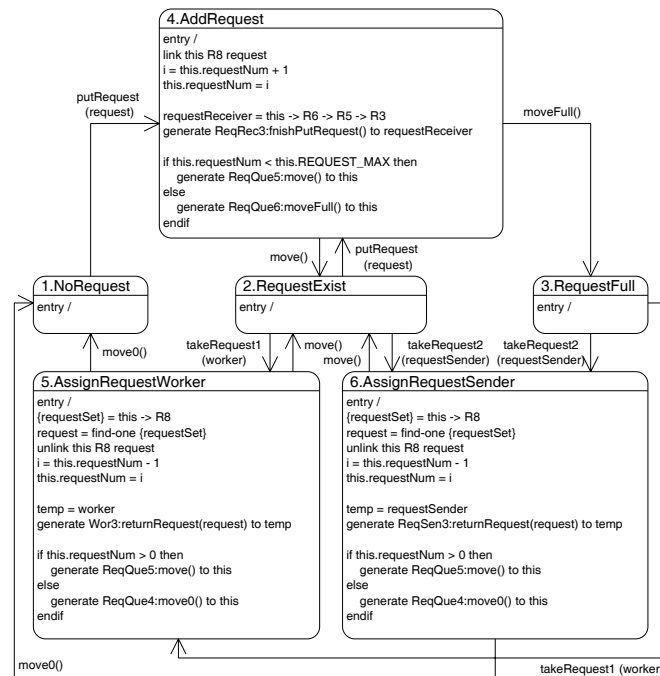 4.AddRequest
entry /
link this R8 request
i = this.requestNum + 1
this.requestNum = i
requestReceiver = this -> R6 -> R5 -> R3
generate ReqRec3:fnishPutRequest() to requestReceiver
if this.requestNum < this.REQUEST_MAX then
generate ReqQue5:move() to this
else
generate ReqQue6:moveFull() to this
endif
putRequest
(request)
moveFull()
move()
putRequest
(request)
1.NoRequest
entry /
2.RequestExist
entry /
3.RequestFull
entry /
move0()
takeRequest1
(worker)
move()
move()
takeRequest2
(requestSender)
takeRequest2
(requestSender)
5.AssignRequestWorker
entry /
{requestSet} = this -> R8
request = find-one {requestSet}
unlink this R8 request
i = this.requestNum - 1
this.requestNum = i
temp = worker
generate Wor3:returnRequest(request) to temp
if this.requestNum > 0 then
generate ReqQue5:move() to this
else
generate ReqQue4:move0() to this
endif
6.AssignRequestSender
entry /
{requestSet} = this -> R8
request = find-one {requestSet}
unlink this R8 request
i = this.requestNum - 1
this.requestNum = i
temp = requestSender
generate ReqSen3:returnRequest(request) to temp
if this.requestNum > 0 then
generate ReqQue5:move() to this
else
generate ReqQue4:move0() to this
endif
move0()
takeRequest1 (worker